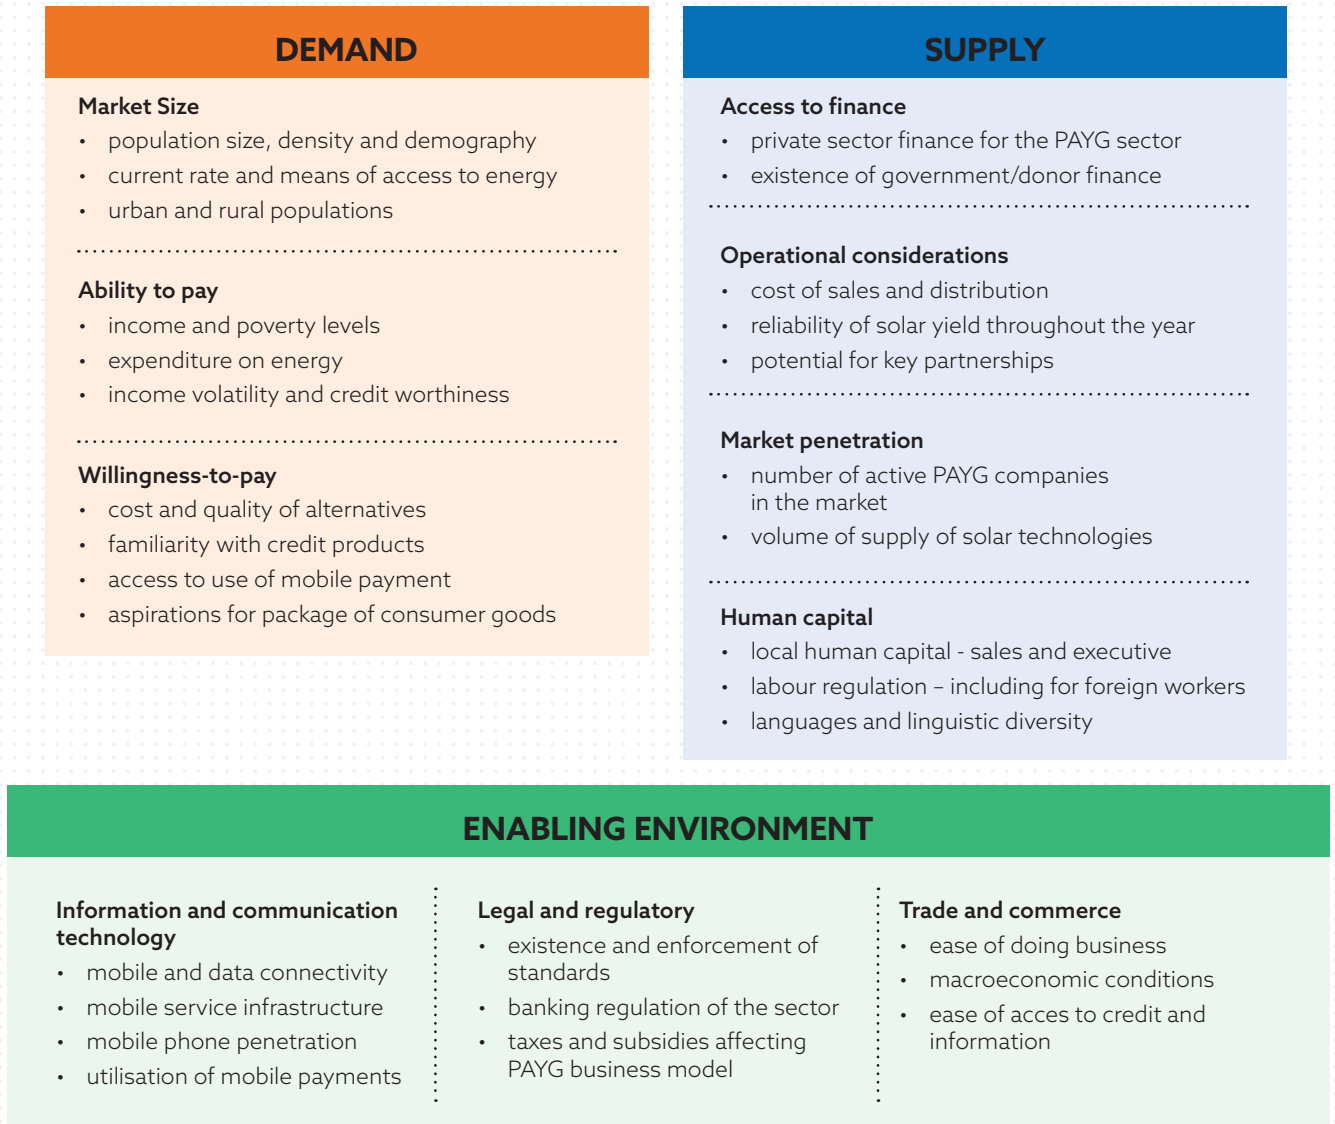 DEMAND
Market Size
• population size, density and demography
• current rate and means of access to energy
• urban and rural populations
Ability to pay
• income and poverty levels
• expenditure on energy
• income volatility and credit worthiness
Willingness-to-pay
• cost and quality of alternatives
• familiarity with credit products
• access to use of mobile payment
• aspirations for package of consumer goods
SUPPLY
Access to finance
• private sector finance for the PAYG sector
• existence of government/donor finance
Operational considerations
• cost of sales and distribution
• reliability of solar yield throughout the year
• potential for key partnerships
Market penetration
• number of active PAYG companies
in the market
• volume of supply of solar technologies
Human capital
• local human capital - sales and executive
• labour regulation – including for foreign workers
• languages and linguistic diversity
ENABLING ENVIRONMENT
Information and communication
technology
• mobile and data connectivity
• mobile service infrastructure
• mobile phone penetration
• utilisation of mobile payments
Legal and regulatory
• existence and enforcement of
standards
• banking regulation of the sector
• taxes and subsidies affecting
PAYG business model
Trade and commerce
• ease of doing business
• macroeconomic conditions
• ease of acces to credit and
information